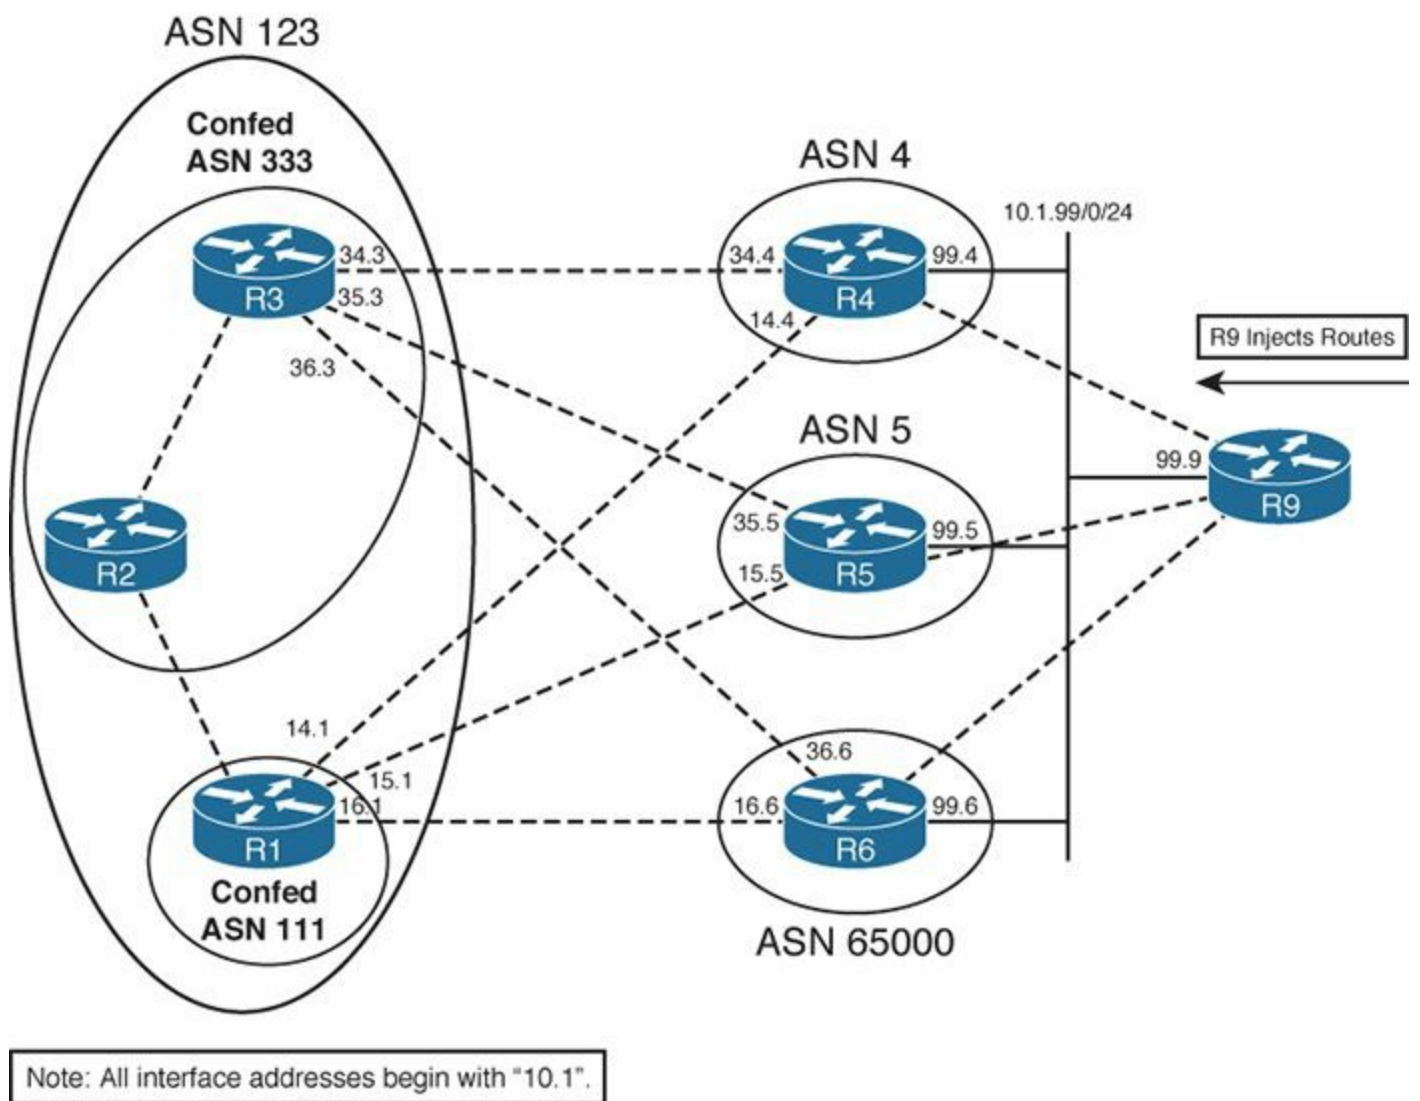 ASN 123
Confed
ASN 333
ASN 4
10.1.99/0/24
34.3
34.4
99.4
R3
R4
35.3
14.4
R9 Injects Routes
36.3
ASN 5
99.9
R9
35.5
99.5
R2
R5
15.5
14.1
36.6
15.1
16.1
16.6
99.6
R1
R6
Confed
ASN 111
ASN 65000
Note: All interface addresses begin with “10.1”.